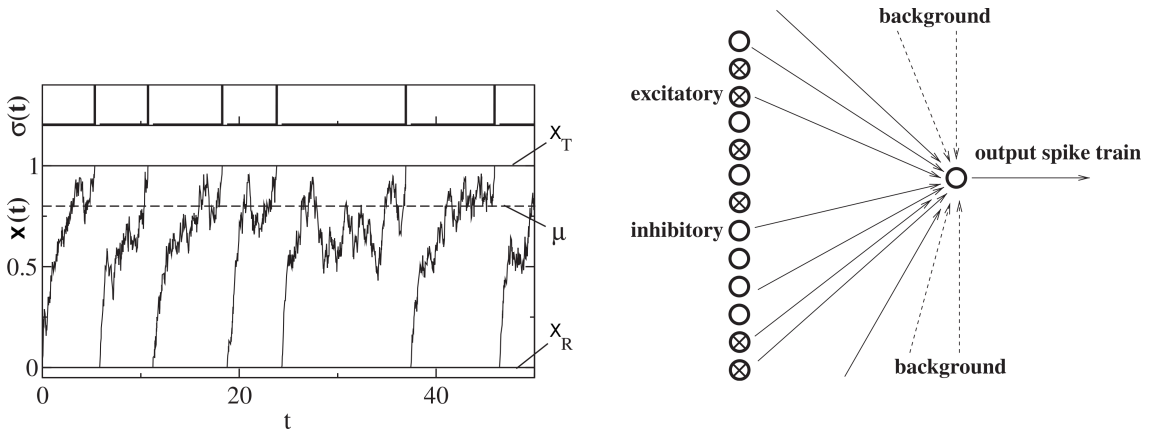 σ(t)
X_T
1
x(t)
μ
0.5
X_R
0
0
20
40
t
background
excitatory
output spike train
inhibitory
background